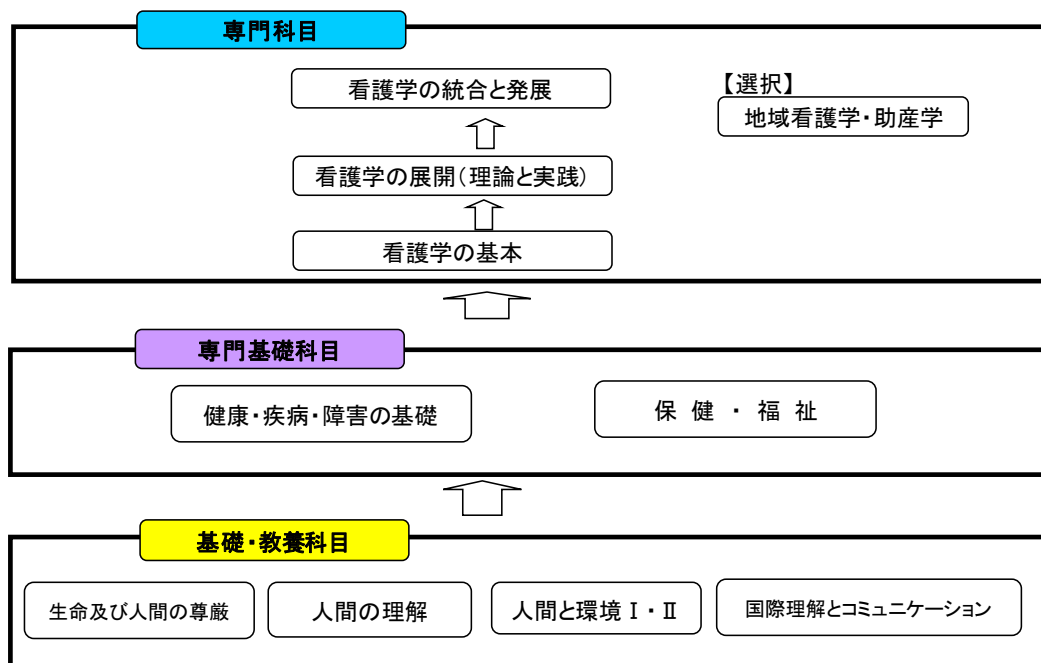 専門科目
看護学の統合と発展
【選択】
地域看護学・助産学
看護学の展開(理論と実践)
看護学の基本
専門基礎科目
健康・疾病・障害の基礎
保 健 ・ 福 祉
基礎・教養科目
生命及び人間の尊厳
人間の理解
人間と環境Ⅰ・Ⅱ
国際理解とコミュニケーション